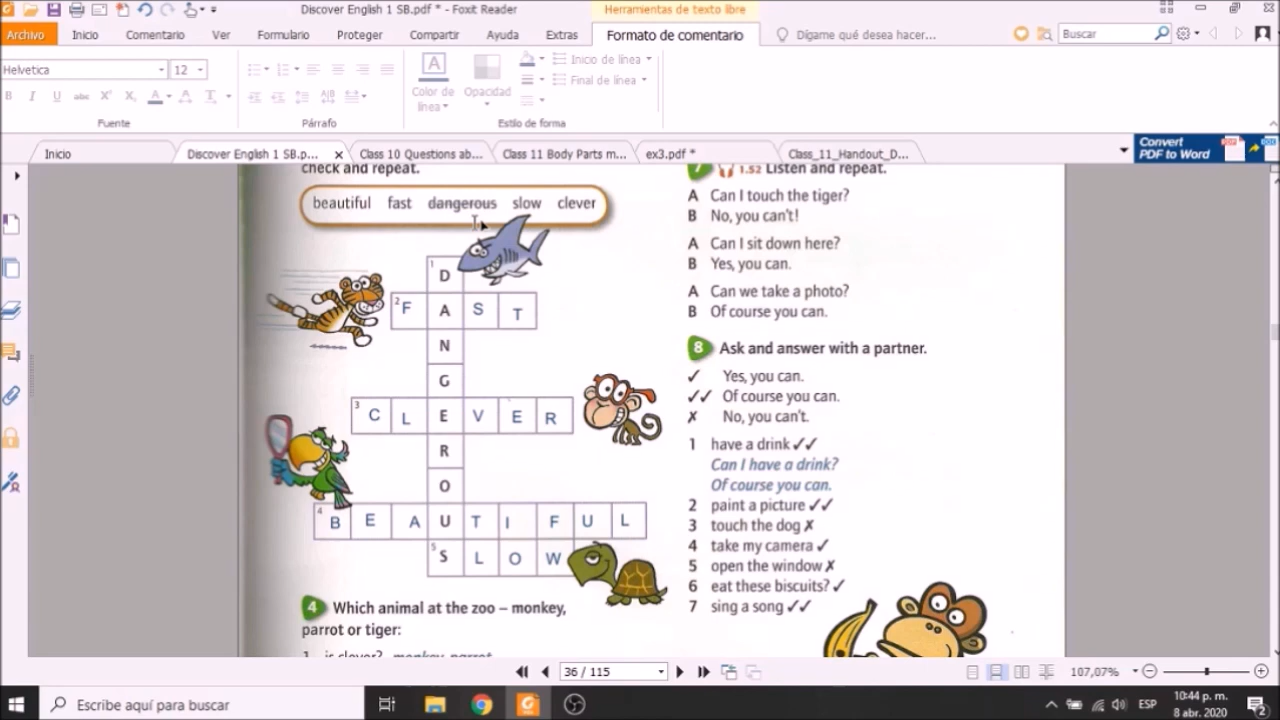 Discover English 1 SB.pdf * - Foxit Reader
Herramientas de texto libre
Archivo Inicio Comentario Ver Formulario Proteger Compartir Ayuda Extras Formato de comentario Dígame qué desea hacer... Buscar
Helvetica 12
Inicio de línea
Final de línea
B I U abc X X A A T
Color de línea
Opacidad
Fuente Párrafo Estilo de forma
Inicio Discover English 1 SB.p... Class 10 Questions ab... Class 11 Body Parts m... ex3.pdf * Class_11_Handout_D...
Convert
PDF to Word
check and repeat.
beautiful fast dangerous slow clever
1 D
2 F A S T
N
G
3 C L E V E R
R
O
4 B E A U T I F U L
5 S L O W
4 Which animal at the zoo – monkey,
parrot or tiger:
1 is clever? monkey, parrot
7 1.52 Listen and repeat.
A Can I touch the tiger?
B No, you can't!
A Can I sit down here?
B Yes, you can.
A Can we take a photo?
B Of course you can.
8 Ask and answer with a partner.
✓ Yes, you can.
✓✓ Of course you can.
✗ No, you can't.
1 have a drink ✓✓
Can I have a drink?
Of course you can.
2 paint a picture ✓✓
3 touch the dog ✗
4 take my camera ✓
5 open the window ✗
6 eat these biscuits? ✓
7 sing a song ✓✓
36 / 115
107,07%
Escribe aquí para buscar
ESP
10:44 p. m.
8 abr. 2020
2